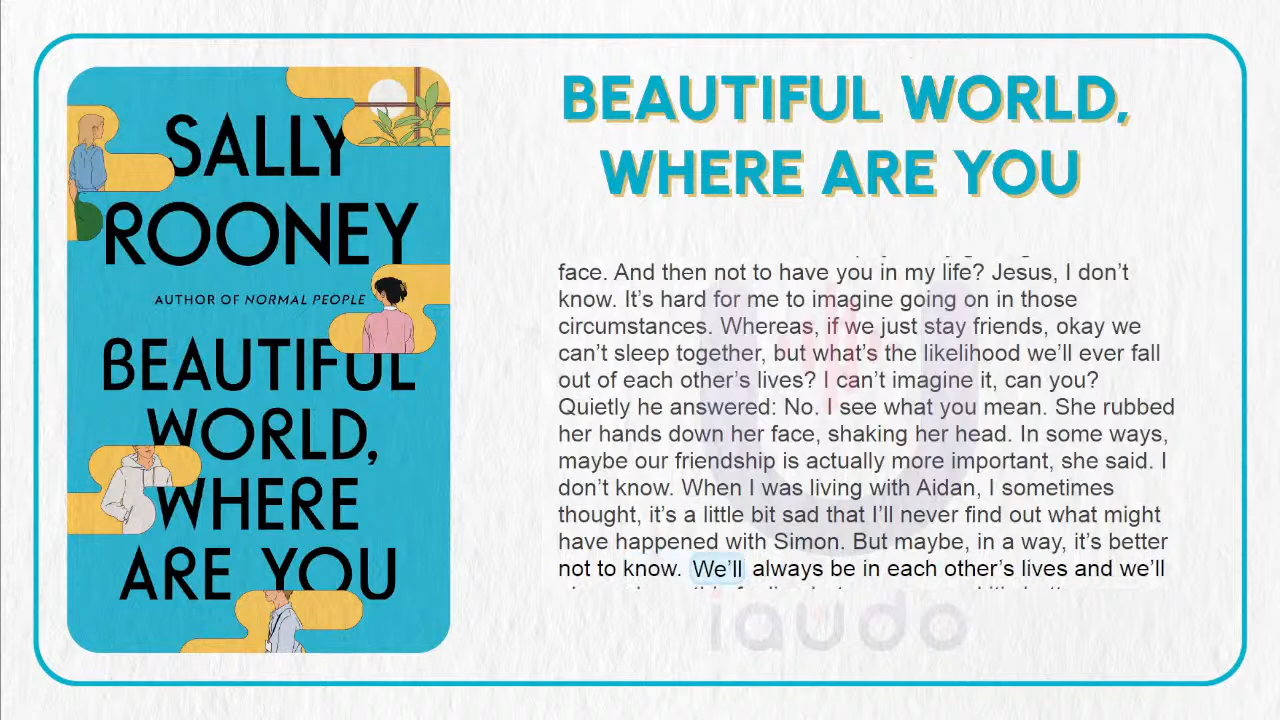 SALLY
ROONEY
AUTHOR OF NORMAL PEOPLE
BEAUTIFUL
WORLD,
WHERE
ARE YOU
BEAUTIFUL WORLD,
WHERE ARE YOU
face. And then not to have you in my life? Jesus, I don’t
know. It’s hard for me to imagine going on in those
circumstances. Whereas, if we just stay friends, okay we
can’t sleep together, but what’s the likelihood we’ll ever fall
out of each other’s lives? I can’t imagine it, can you?
Quietly he answered: No. I see what you mean. She rubbed
her hands down her face, shaking her head. In some ways,
maybe our friendship is actually more important, she said. I
don’t know. When I was living with Aidan, I sometimes
thought, it’s a little bit sad that I’ll never find out what might
have happened with Simon. But maybe, in a way, it’s better
not to know. We’ll always be in each other’s lives and we’ll
iaudo